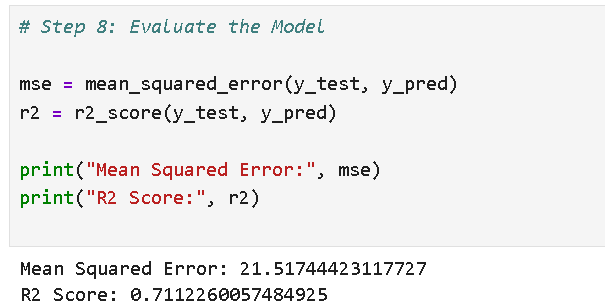 # Step 8: Evaluate the Model
mse = mean_squared_error(y_test, y_pred)
r2 = r2_score(y_test, y_pred)
print("Mean Squared Error:", mse)
print("R2 Score:", r2)
Mean Squared Error: 21.51744423117727
R2 Score: 0.7112260057484925